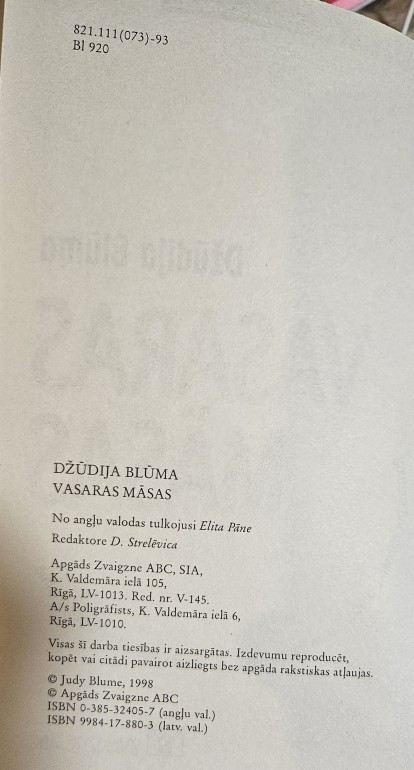 821.111(073)-93
Bl 920
DŽŪDIJA BLŪMA
VASARAS MĀSAS
No angļu valodas tulkojusi Elita Pāne
Redaktore D. Strelēvica
Apgāds Zvaigzne ABC, SIA,
K. Valdemāra ielā 105,
Rīgā, LV-1013. Red. nr. V-145.
A/s Poligrāfists, K. Valdemāra ielā 6,
Rīgā, LV-1010.
Visas šī darba tiesības ir aizsargātas. Izdevumu reproducēt,
kopēt vai citādi pavairot aizliegts bez apgāda rakstiskas atļaujas.
© Judy Blume, 1998
© Apgāds Zvaigzne ABC
ISBN 0-385-32405-7 (angļu val.)
ISBN 9984-17-880-3 (latv. val.)